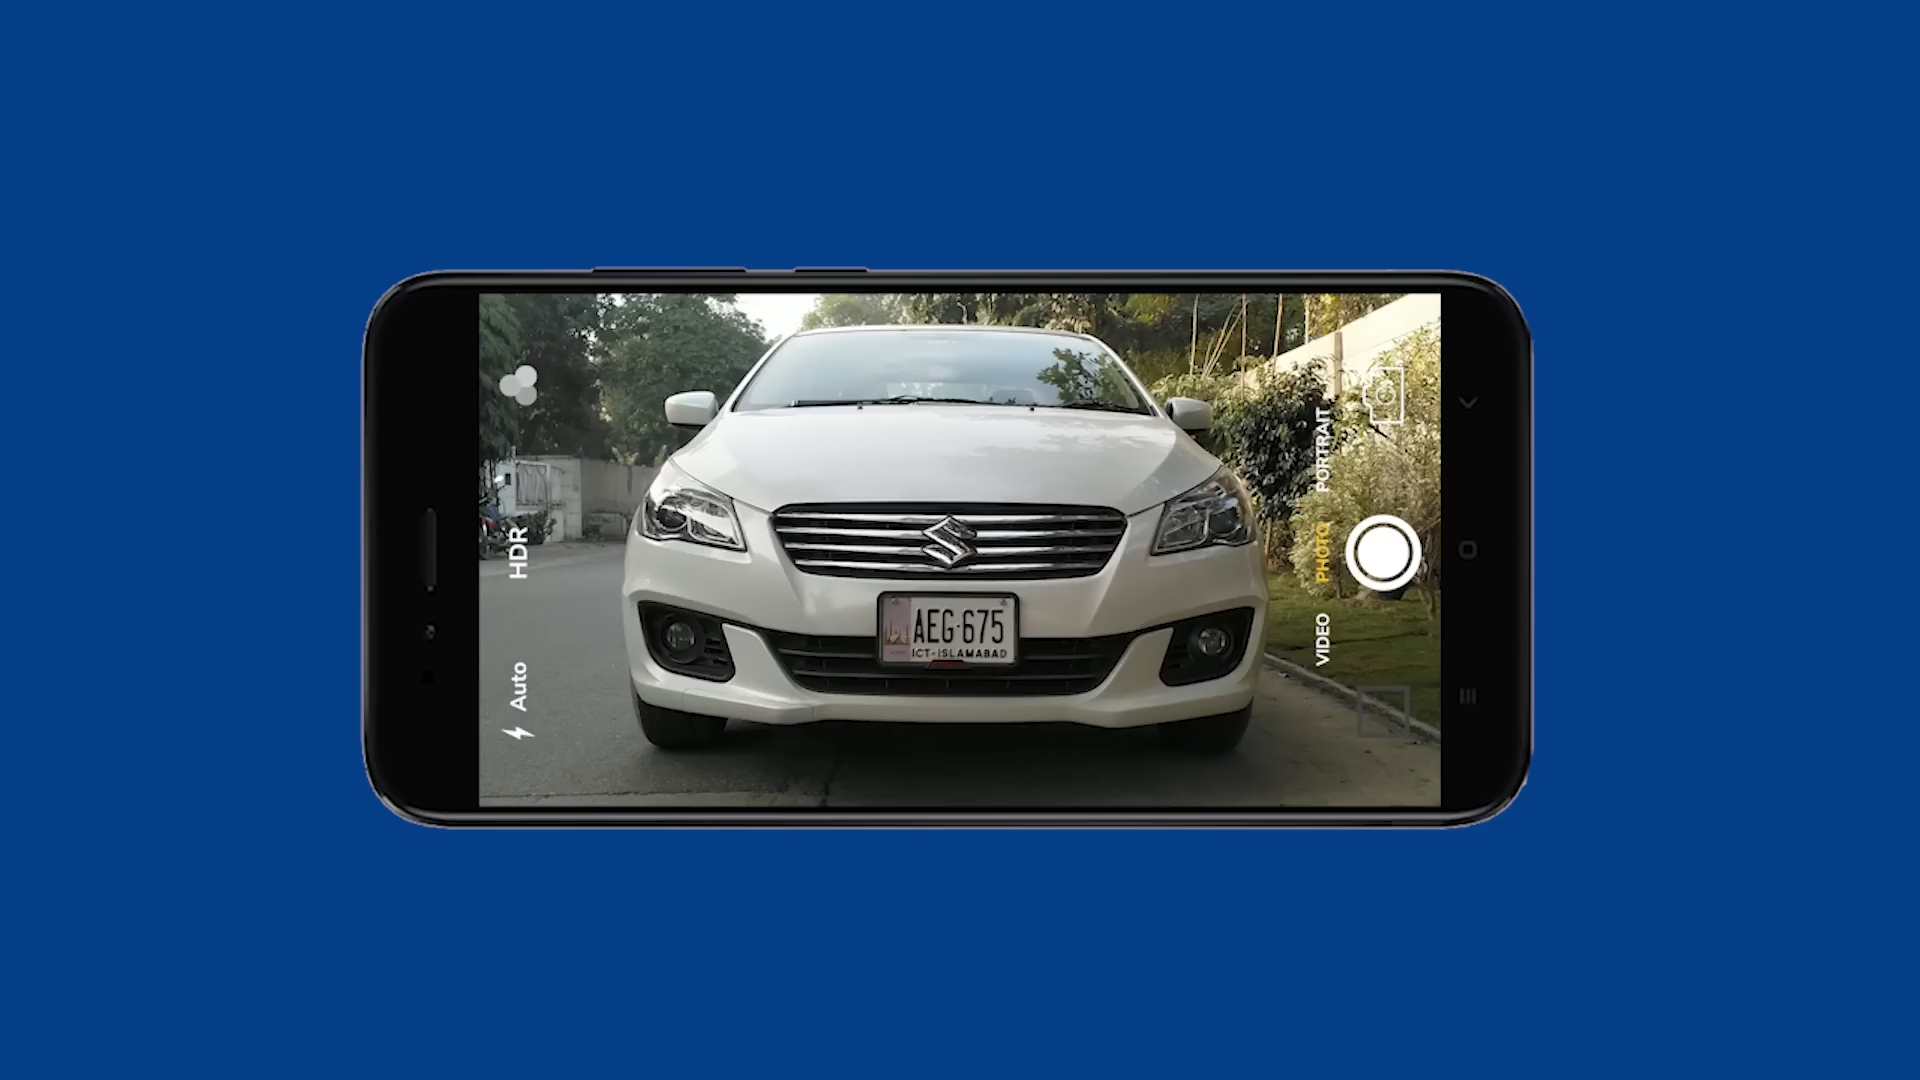 HDR
Auto
AEG-675
ICT-ISLAMABAD
PORTRAIT
PHOTO
VIDEO